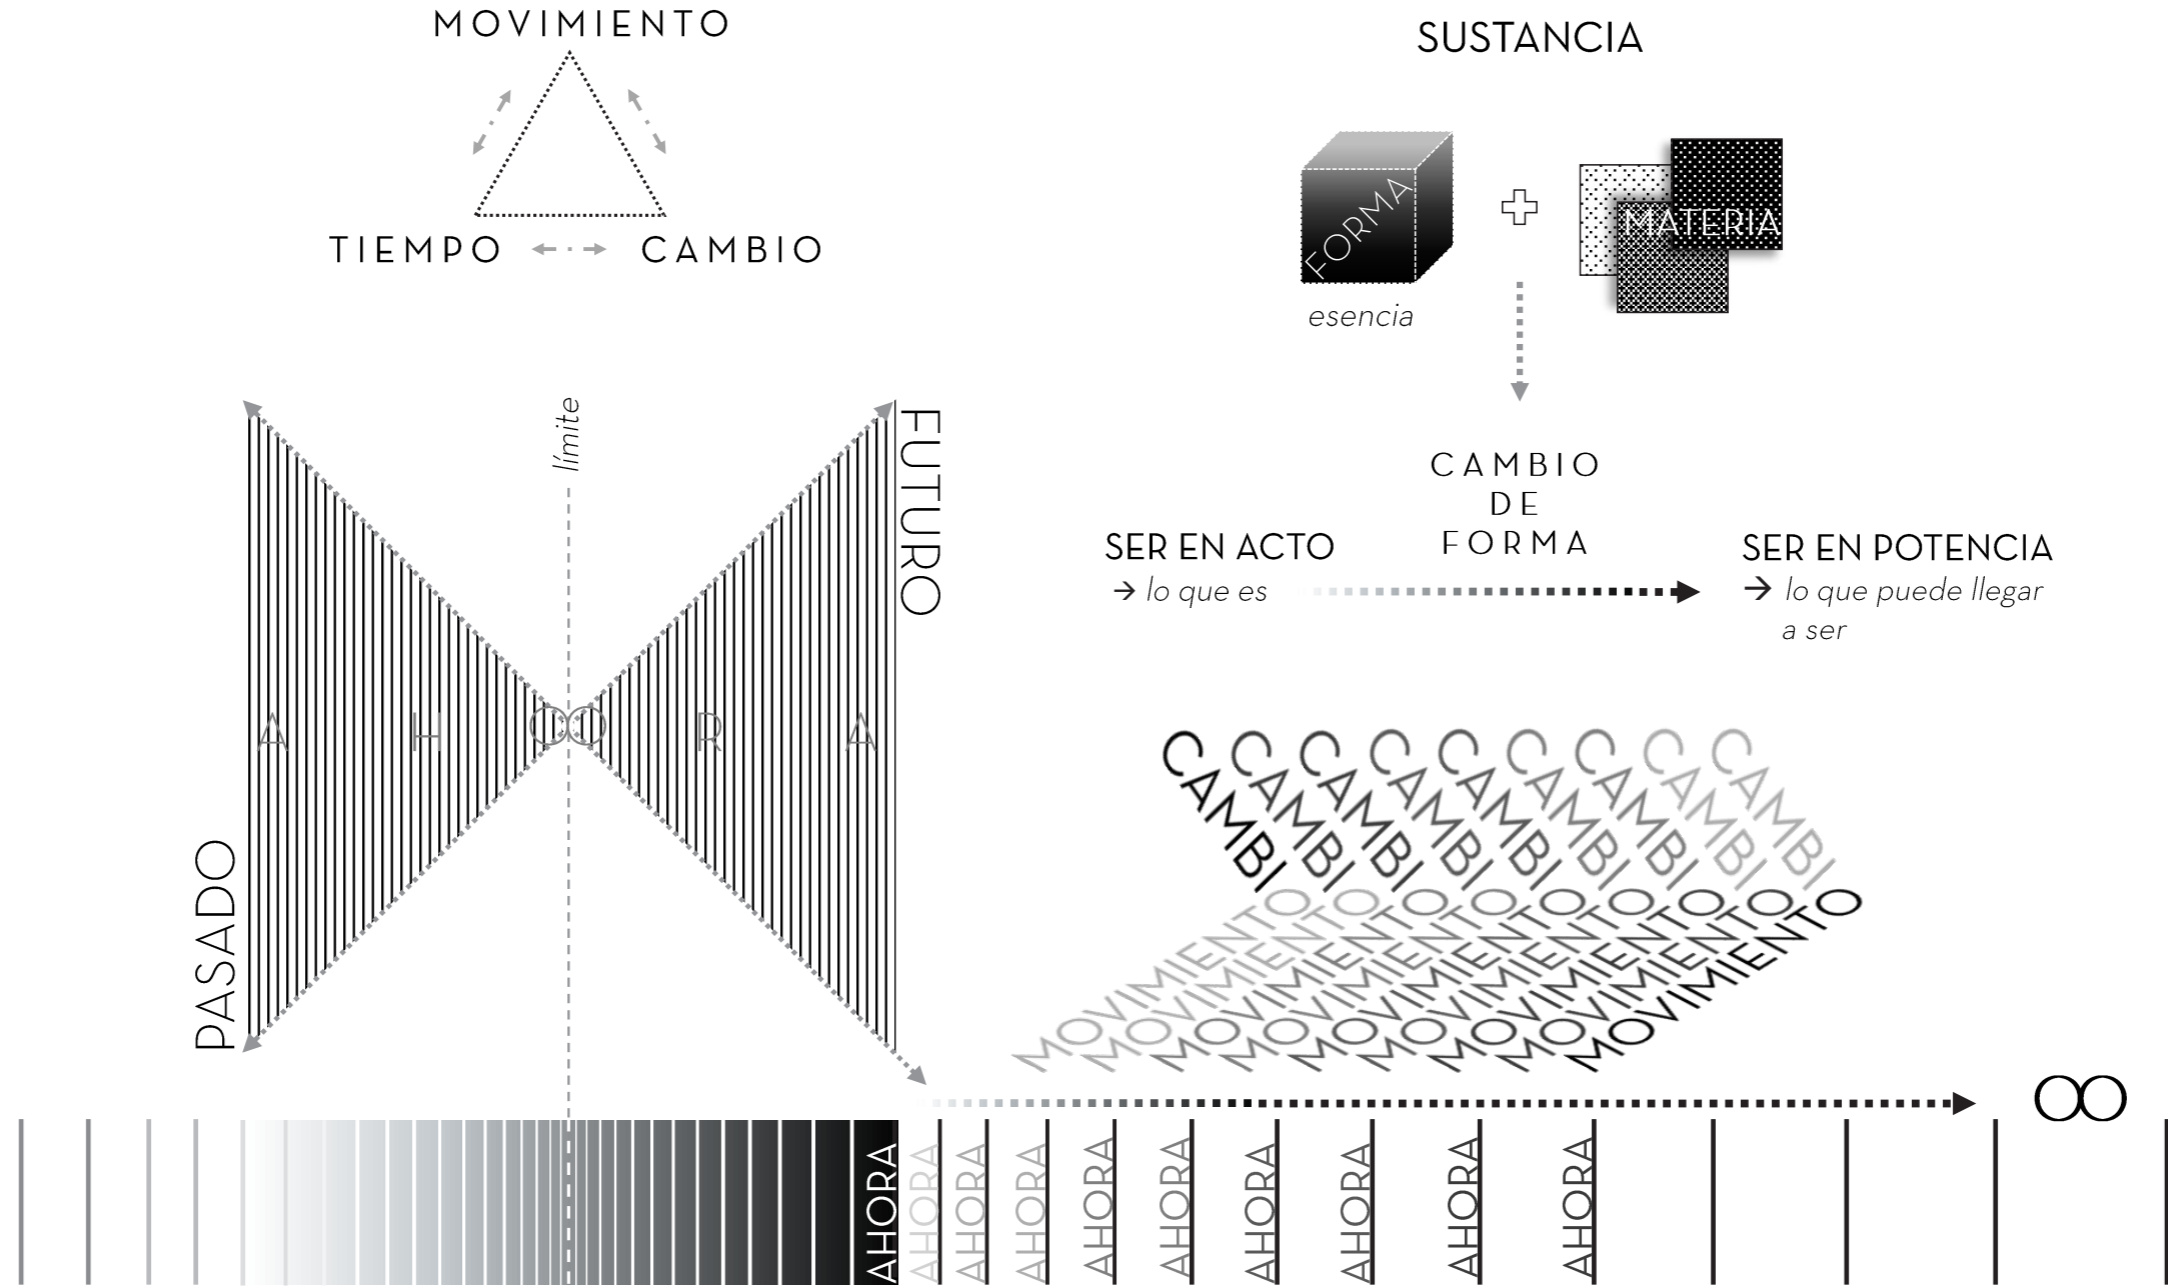 MOVIMIENTO
TIEMPO
CAMBIO
SUSTANCIA
FORMA
MATERIA
esencia
límite
FUTURO
PASADO
A H O O R A
CAMBIO
DE
FORMA
SER EN ACTO
→ lo que es
SER EN POTENCIA
→ lo que puede llegar
a ser
CAMBI
CAMBI
CAMBI
CAMBI
CAMBI
CAMBI
CAMBI
CAMBI
CAMBI
MOVIMIENTO
MOVIMIENTO
MOVIMIENTO
MOVIMIENTO
MOVIMIENTO
MOVIMIENTO
MOVIMIENTO
MOVIMIENTO
MOVIMIENTO
∞
AHORA
AHORA
AHORA
AHORA
AHORA
AHORA
AHORA
AHORA
AHORA
AHORA